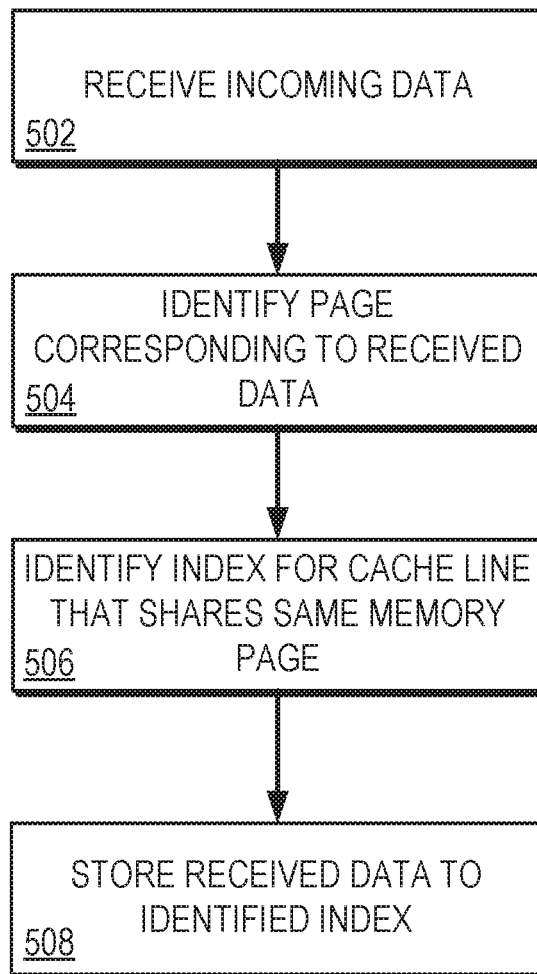 RECEIVE INCOMING DATA
502
IDENTIFY PAGE
CORRESPONDING TO RECEIVED
DATA
504
IDENTIFY INDEX FOR CACHE LINE
THAT SHARES SAME MEMORY
PAGE
506
STORE RECEIVED DATA TO
IDENTIFIED INDEX
508